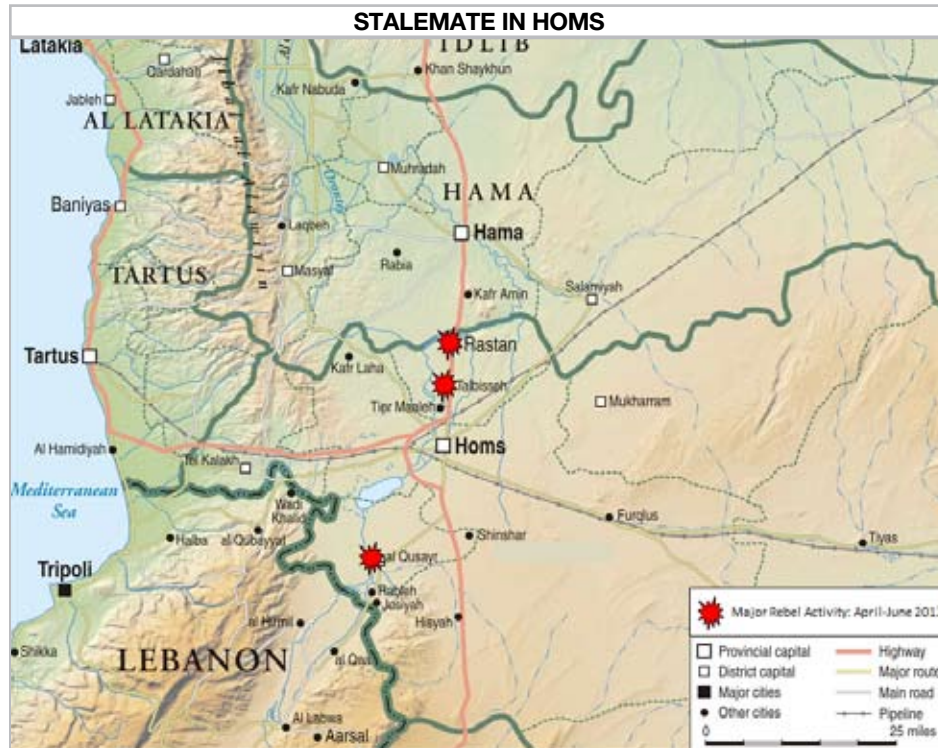 STALEMATE IN HOMS
Latakia
IDLIB
Qardahati
Khan Shaykhun
Kafr Nabuda
Jableh
AL LATAKIA
Muhradah
Orontes
HAMA
Baniyas
Laqbeh
Hama
Rabia
TARTUS
Masyaf
Kafr Amin
Salamiyah
Rastan
Tartus
Kafr Laha
Talbisseh
Tier Maaleh
Mukharram
Al Hamidiyah
Homs
Tel Kalakh
Mediterranean
Sea
Wadi
Khalid
Furqlus
Halba
al-Qubayyat
Shinshar
Tiyas
al Qusayr
Tripoli
Rableh
Josiyah
Hisyah
al Hirmil
Shikka
LEBANON
al Qaa
Al Labwa
Aarsal
Major Rebel Activity: April-June 201
Provincial capital
Highway
District capital
Major route
Major cities
Main road
Other cities
Pipeline
0
25 miles